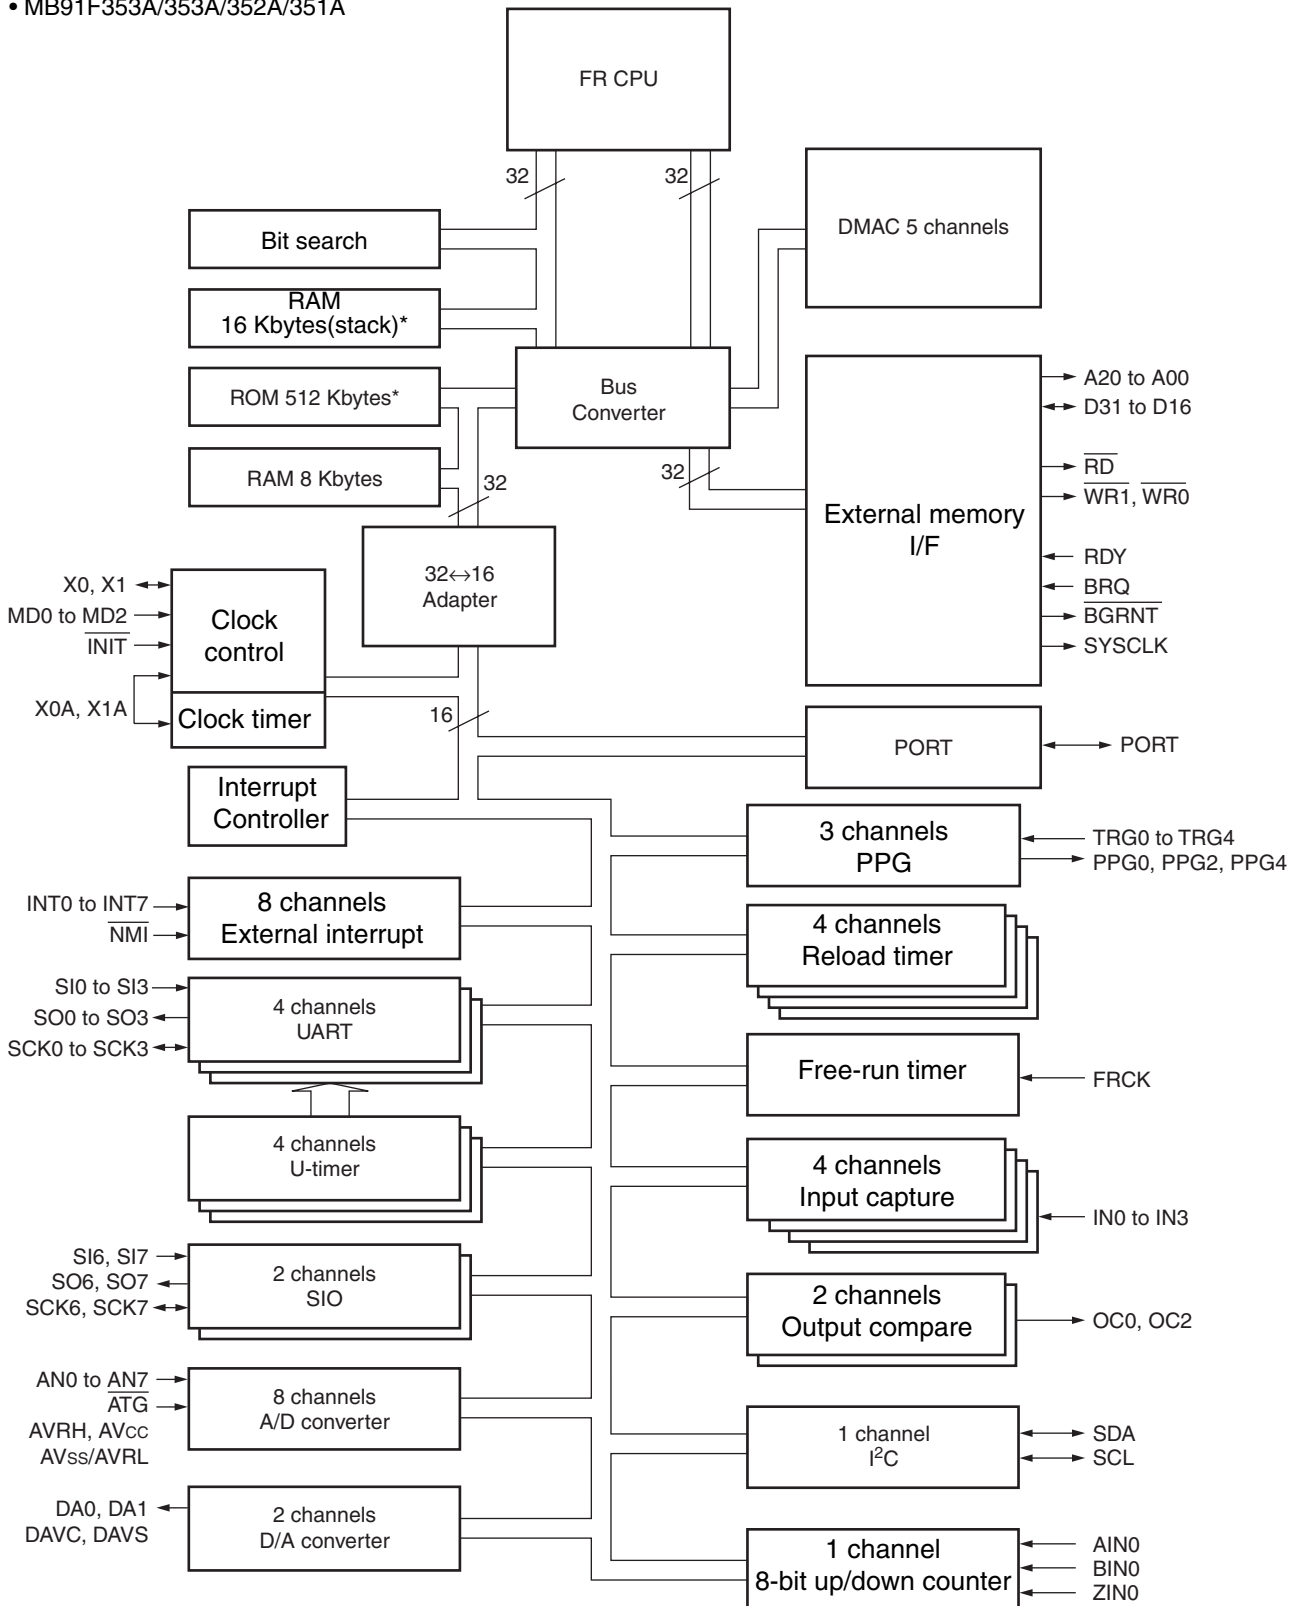 • MB91F353A/353A/352A/351A
FR CPU
32
32
DMAC 5 channels
Bit search
RAM
16 Kbytes(stack)*
ROM 512 Kbytes*
Bus
Converter
RAM 8 Kbytes
32
32
External memory
I/F
A20 to A00
D31 to D16
RD
WR1, WR0
RDY
BRQ
BGRNT
SYSCLK
32↔16
Adapter
X0, X1
MD0 to MD2
INIT
X0A, X1A
Clock
control
Clock timer
16
PORT
PORT
Interrupt
Controller
3 channels
PPG
TRG0 to TRG4
PPG0, PPG2, PPG4
INT0 to INT7
NMI
8 channels
External interrupt
4 channels
Reload timer
SI0 to SI3
SO0 to SO3
SCK0 to SCK3
4 channels
UART
Free-run timer
FRCK
4 channels
U-timer
4 channels
Input capture
IN0 to IN3
SI6, SI7
SO6, SO7
SCK6, SCK7
2 channels
SIO
2 channels
Output compare
OC0, OC2
AN0 to AN7
ATG
AVRH, AVCC
AVSS/AVRL
8 channels
A/D converter
1 channel
I²C
SDA
SCL
DA0, DA1
DAVC, DAVS
2 channels
D/A converter
1 channel
8-bit up/down counter
AIN0
BIN0
ZIN0